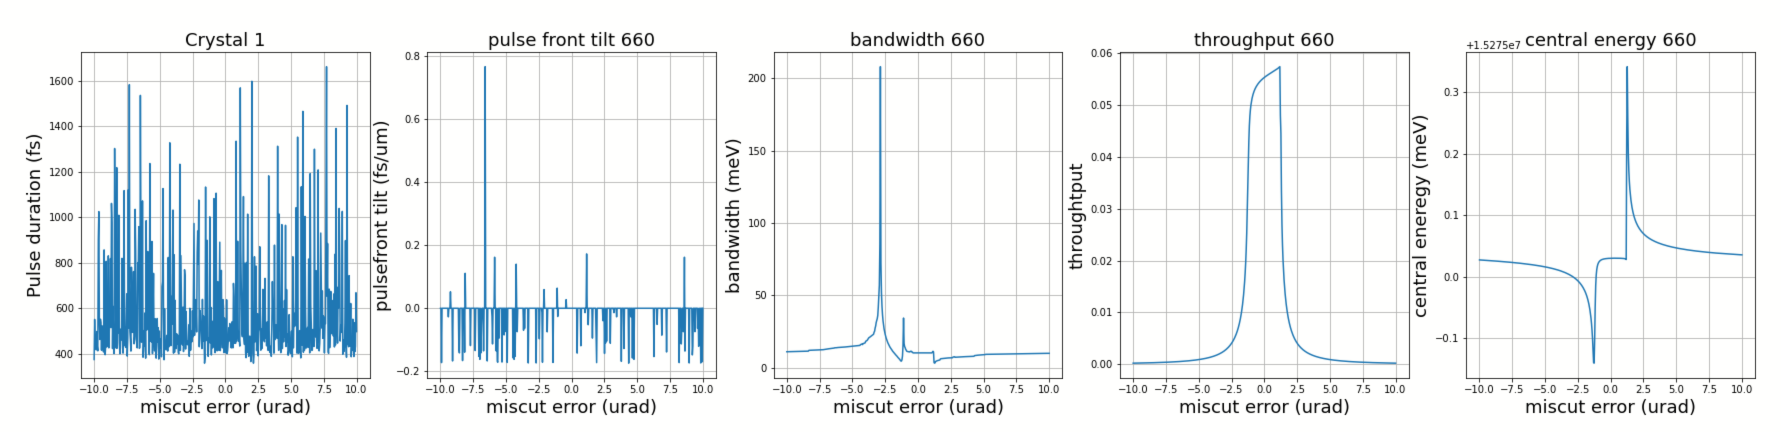 Crystal 1
Pulse duration (fs)
1600
1400
1200
1000
800
600
400
−10.0 −7.5 −5.0 −2.5 0.0 2.5 5.0 7.5 10.0
miscut error (urad)
pulse front tilt 660
pulsefront tilt (fs/um)
0.8
0.6
0.4
0.2
0.0
−0.2
−10.0 −7.5 −5.0 −2.5 0.0 2.5 5.0 7.5 10.0
miscut error (urad)
bandwidth 660
bandwidth (meV)
200
150
100
50
0
−10.0 −7.5 −5.0 −2.5 0.0 2.5 5.0 7.5 10.0
miscut error (urad)
throughput 660
throughtput
0.06
0.05
0.04
0.03
0.02
0.01
0.00
−10.0 −7.5 −5.0 −2.5 0.0 2.5 5.0 7.5 10.0
miscut error (urad)
+1.5275e7 central energy 660
central eneregy (meV)
0.3
0.2
0.1
0.0
−0.1
−10.0 −7.5 −5.0 −2.5 0.0 2.5 5.0 7.5 10.0
miscut error (urad)